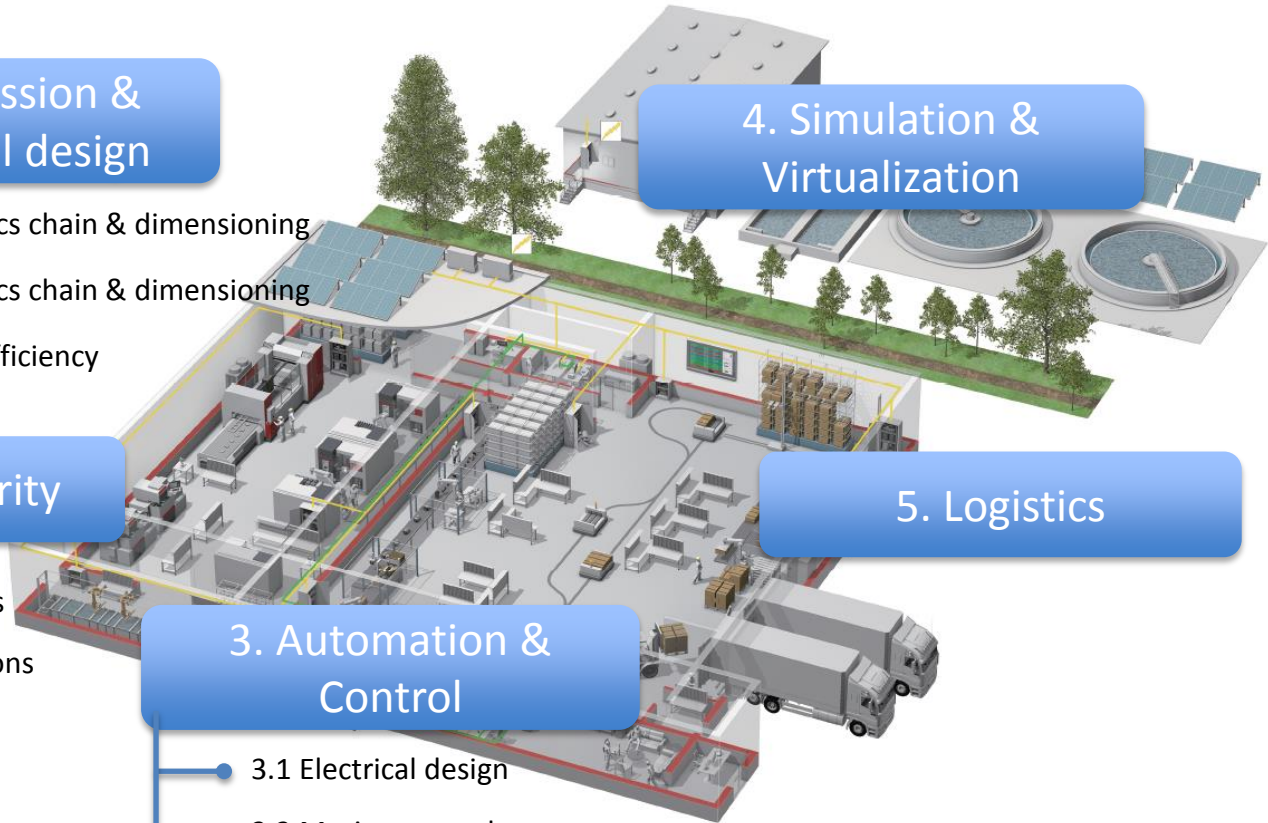 ssion &
l design
cs chain & dimensioning
cs chain & dimensioning
fficiency
rity
s
ons
3. Automation &
Control
3.1 Electrical design
4. Simulation &
Virtualization
5. Logistics